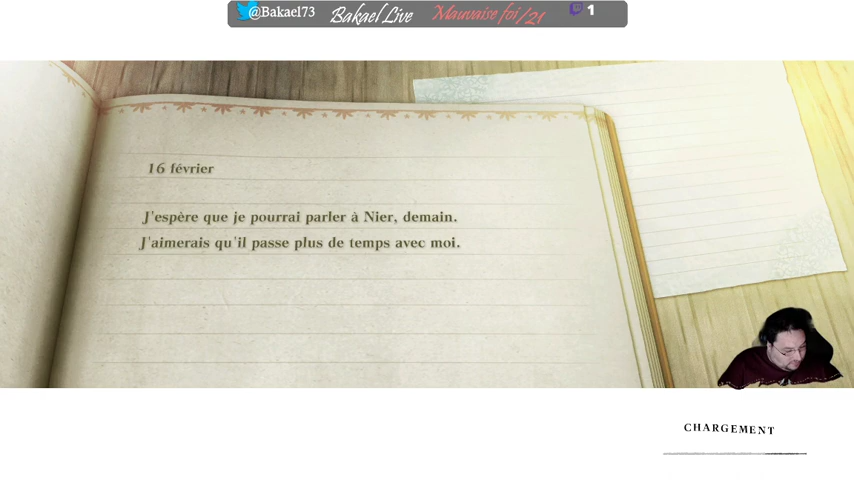 @Bakael73 Bakael Live Mauvaise foi/21 1
16 février
J'espère que je pourrai parler à Nier, demain.
J'aimerais qu'il passe plus de temps avec moi.
CHARGEMENT